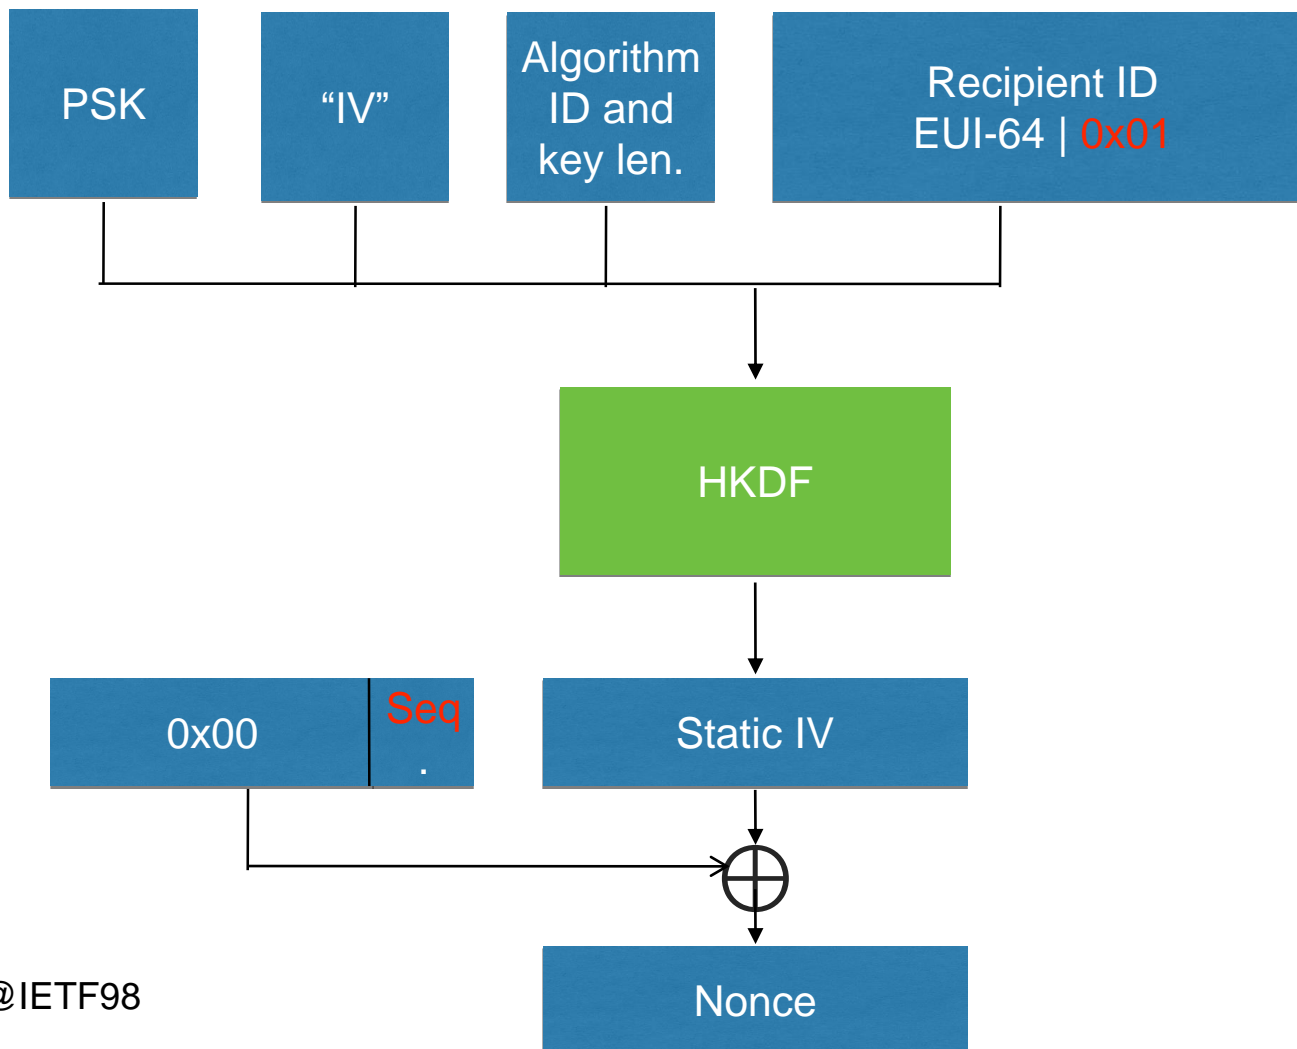 PSK
“IV”
Algorithm
ID and
key len.
Recipient ID
EUI-64 | 0x01
HKDF
0x00
Seq
.
Static IV
Nonce
@IETF98